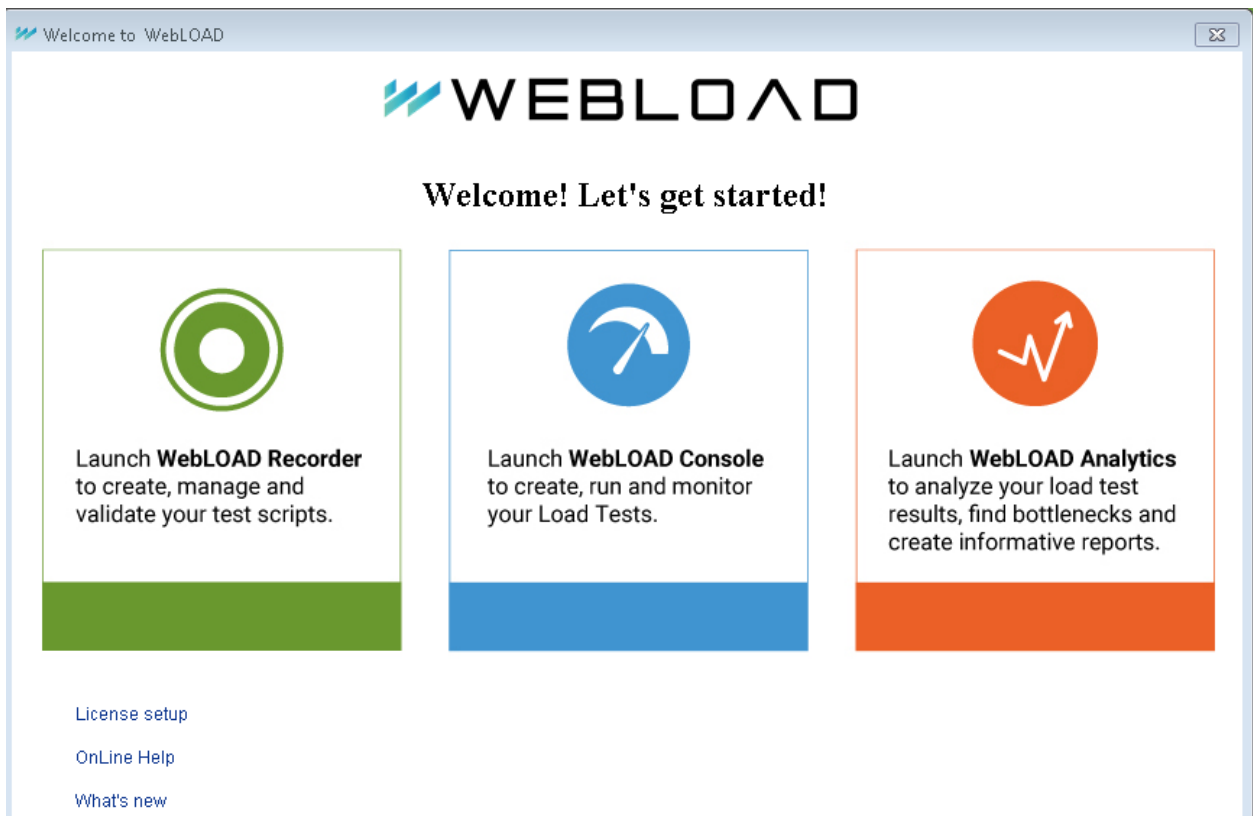 Welcome to WebLOAD
WEBLOAD
Welcome! Let's get started!
Launch WebLOAD Recorder
to create, manage and
validate your test scripts.
Launch WebLOAD Console
to create, run and monitor
your Load Tests.
Launch WebLOAD Analytics
to analyze your load test
results, find bottlenecks and
create informative reports.
License setup
OnLine Help
What's new